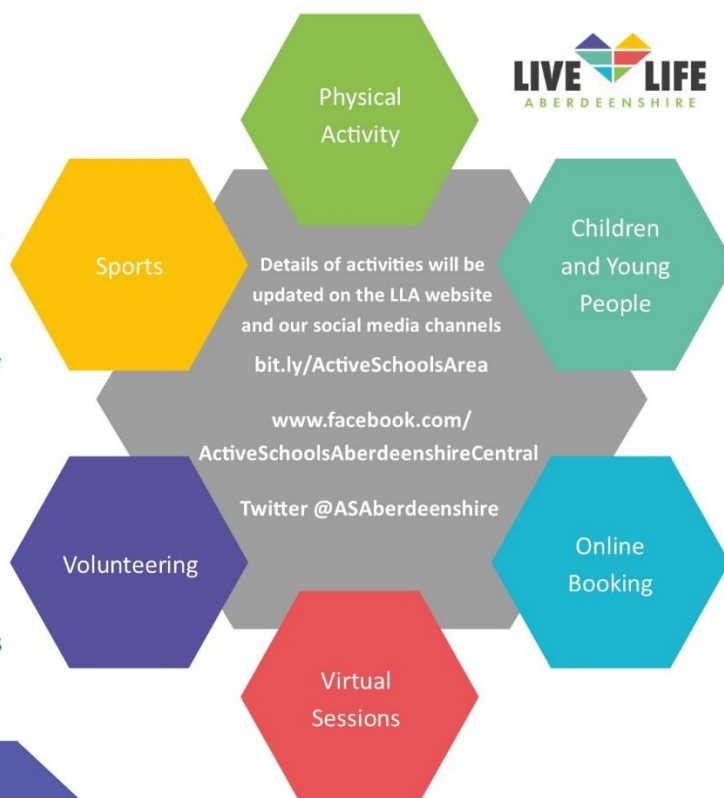 LIVE LIFE
ABERDEENSHIRE
Physical
Activity
Sports
Children
and Young
People
Details of activities will be
updated on the LLA website
and our social media channels
bit.ly/ActiveSchoolsArea
www.facebook.com/
ActiveSchoolsAberdeenshireCentral
Twitter @ASAberdeenshire
Volunteering
Online
Booking
Virtual
Sessions